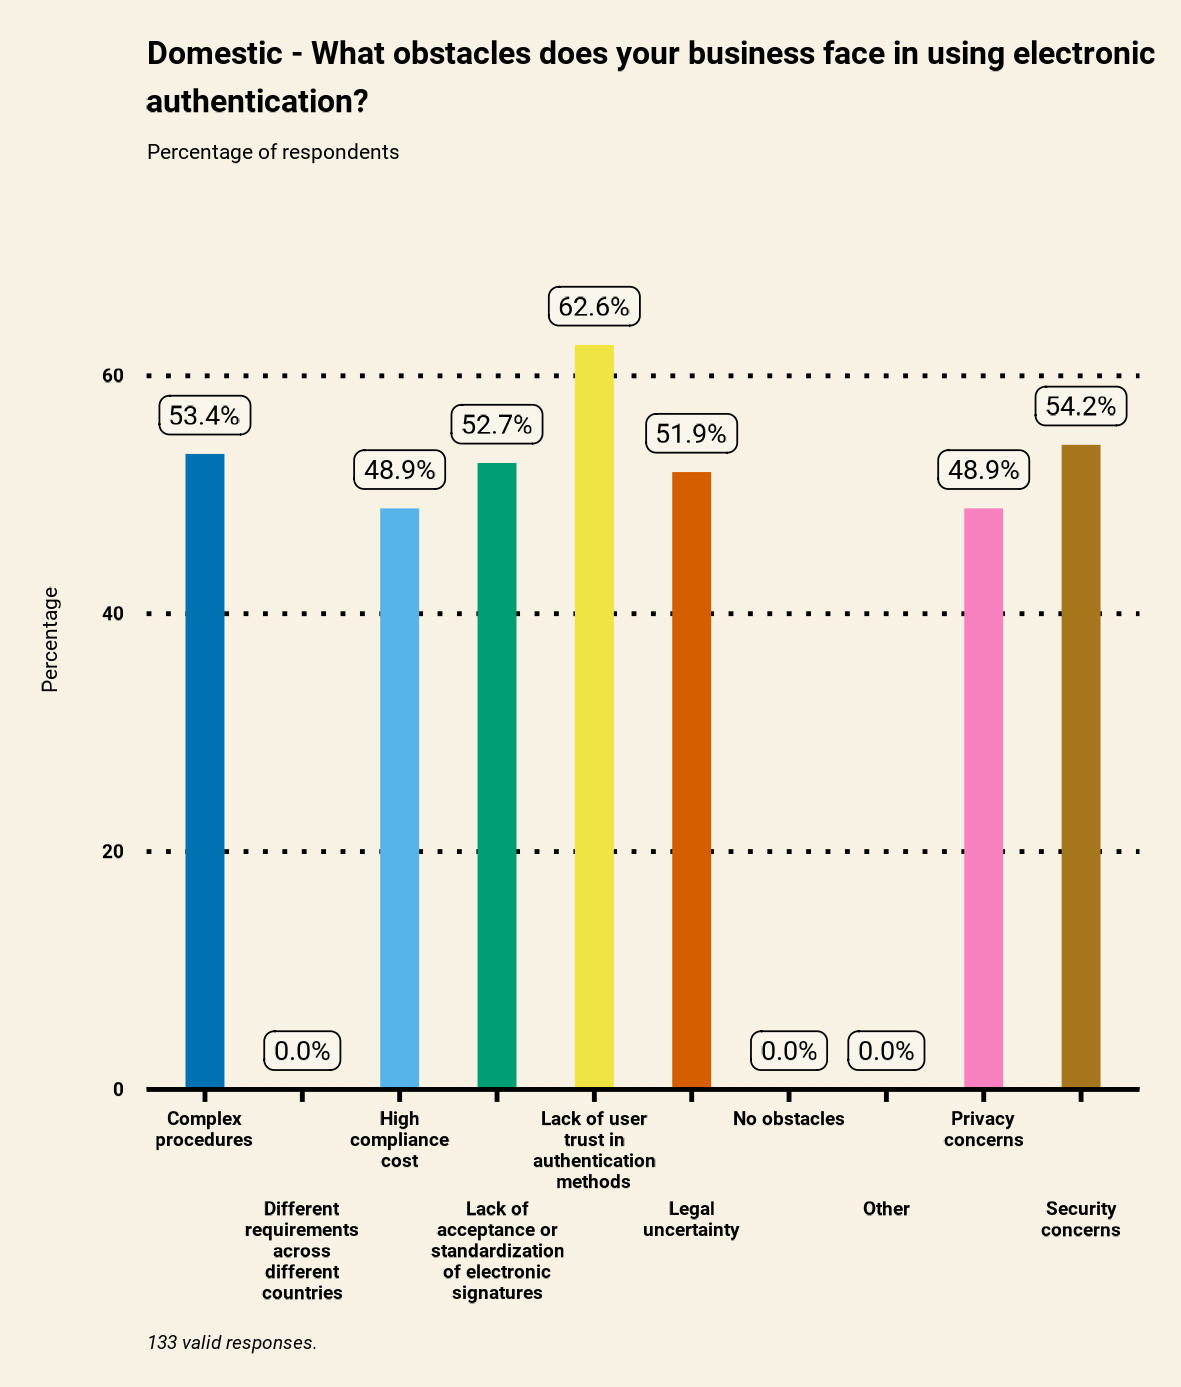 Domestic - What obstacles does your business face in using electronic
authentication?
Percentage of respondents
62.6%
60
53.4%
54.2%
52.7%
51.9%
48.9%
48.9%
40
Percentage
20
0.0%
0.0%
0.0%
0
Complex
procedures
High
compliance
cost
Lack of user
trust in
authentication
methods
No obstacles
Privacy
concerns
Different
requirements
across
different
countries
Lack of
acceptance or
standardization
of electronic
signatures
Legal
uncertainty
Other
Security
concerns
133 valid responses.